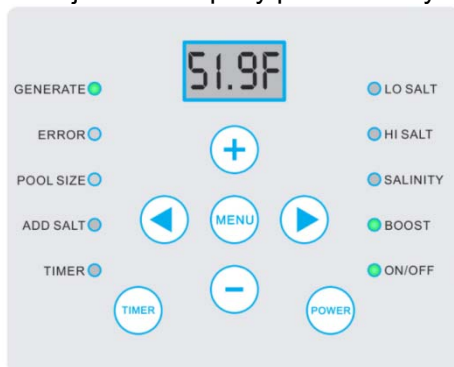 51.9F
GENERATE
LO SALT
ERROR
HI SALT
POOL SIZE
SALINITY
ADD SALT
MENU
BOOST
TIMER
ON/OFF
TIMER
POWER